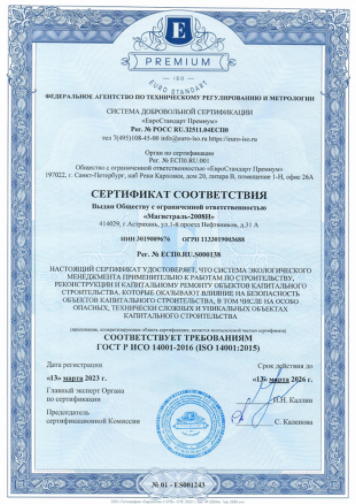 E
PREMIUM
ISO
EURO STANDART
ФЕДЕРАЛЬНОЕ АГЕНТСТВО ПО ТЕХНИЧЕСКОМУ РЕГУЛИРОВАНИЮ И МЕТРОЛОГИИ
СИСТЕМА ДОБРОВОЛЬНОЙ СЕРТИФИКАЦИИ
«ЕвроСтандарт Премиум»
Рег. № РОСС RU.32511.04ЕСП0
тел 7(495)108-45-00 info@euro-iso.ru https://euro-iso.ru
Орган по сертификации
Рег. № ЕСП0.RU.001
Общество с ограниченной ответственностью «ЕвроСтандарт Премиум»
197022, г. Санкт-Петербург, наб Реки Карповки, дом 20, литера В, помещение 1-Н, офис 26А
СЕРТИФИКАТ СООТВЕТСТВИЯ
Выдан Обществу с ограниченной ответственностью
«Магистраль-2008Н»
414029, г Астрахань, ул.1-й проезд Нефтяников, д.31 А
ИНН 3019009676 ОГРН 1133019003688
Рег. № ЕСП0.RU.S000138
НАСТОЯЩИЙ СЕРТИФИКАТ УДОСТОВЕРЯЕТ, ЧТО СИСТЕМА ЭКОЛОГИЧЕСКОГО
МЕНЕДЖМЕНТА ПРИМЕНИТЕЛЬНО К РАБОТАМ ПО СТРОИТЕЛЬСТВУ,
РЕКОНСТРУКЦИИ И КАПИТАЛЬНОМУ РЕМОНТУ ОБЪЕКТОВ КАПИТАЛЬНОГО
СТРОИТЕЛЬСТВА, КОТОРЫЕ ОКАЗЫВАЮТ ВЛИЯНИЕ НА БЕЗОПАСНОСТЬ
ОБЪЕКТОВ КАПИТАЛЬНОГО СТРОИТЕЛЬСТВА, В ТОМ ЧИСЛЕ НА ОСОБО
ОПАСНЫХ, ТЕХНИЧЕСКИ СЛОЖНЫХ И УНИКАЛЬНЫХ ОБЪЕКТАХ
КАПИТАЛЬНОГО СТРОИТЕЛЬСТВА
(приложение, конкретизирующее область сертификации, является неотъемлемой частью сертификата)
СООТВЕТСТВУЕТ ТРЕБОВАНИЯМ
ГОСТ Р ИСО 14001-2016 (ISO 14001:2015)
Дата регистрации Срок действия до
«13» марта 2023 г. «13» марта 2026 г.
Главный эксперт Органа
по сертификации И.Н. Каллин
Председатель
сертификационной Комиссии С. Калинова
№ 01 - ES001243